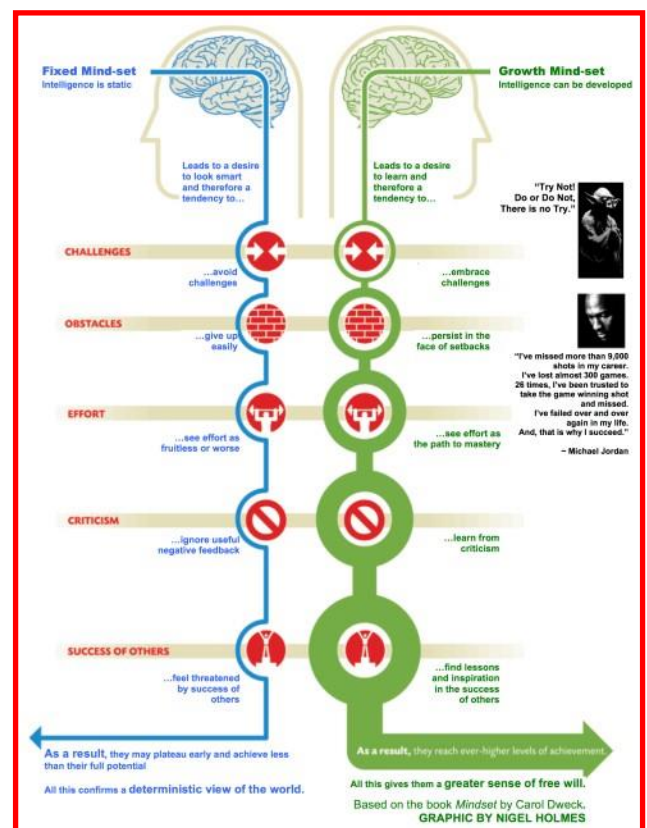 Fixed Mind-set
Intelligence is static
Growth Mind-set
Intelligence can be developed
Leads to a desire
to look smart
and therefore a
tendency to…
Leads to a desire
to learn and
therefore a
tendency to…
"Try Not!
Do or Do Not,
There is no Try."
CHALLENGES
…avoid
challenges
…embrace
challenges
OBSTACLES
…give up
easily
…persist in the
face of setbacks
"I've missed more than 9,000
shots in my career.
I've lost almost 300 games.
26 times, I've been trusted to
take the game winning shot
and missed.
I've failed over and over
again in my life.
And, that is why I succeed."
~ Michael Jordan
EFFORT
…see effort as
fruitless or worse
…see effort as
the path to mastery
CRITICISM
…ignore useful
negative feedback
…learn from
criticism
SUCCESS OF OTHERS
…feel threatened
by success of
others
…find lessons
and inspiration
in the success
of others
As a result, they may plateau early and achieve less
than their full potential
All this confirms a deterministic view of the world.
As a result, they reach ever-higher levels of achievement.
All this gives them a greater sense of free will.
Based on the book Mindset by Carol Dweck.
GRAPHIC BY NIGEL HOLMES